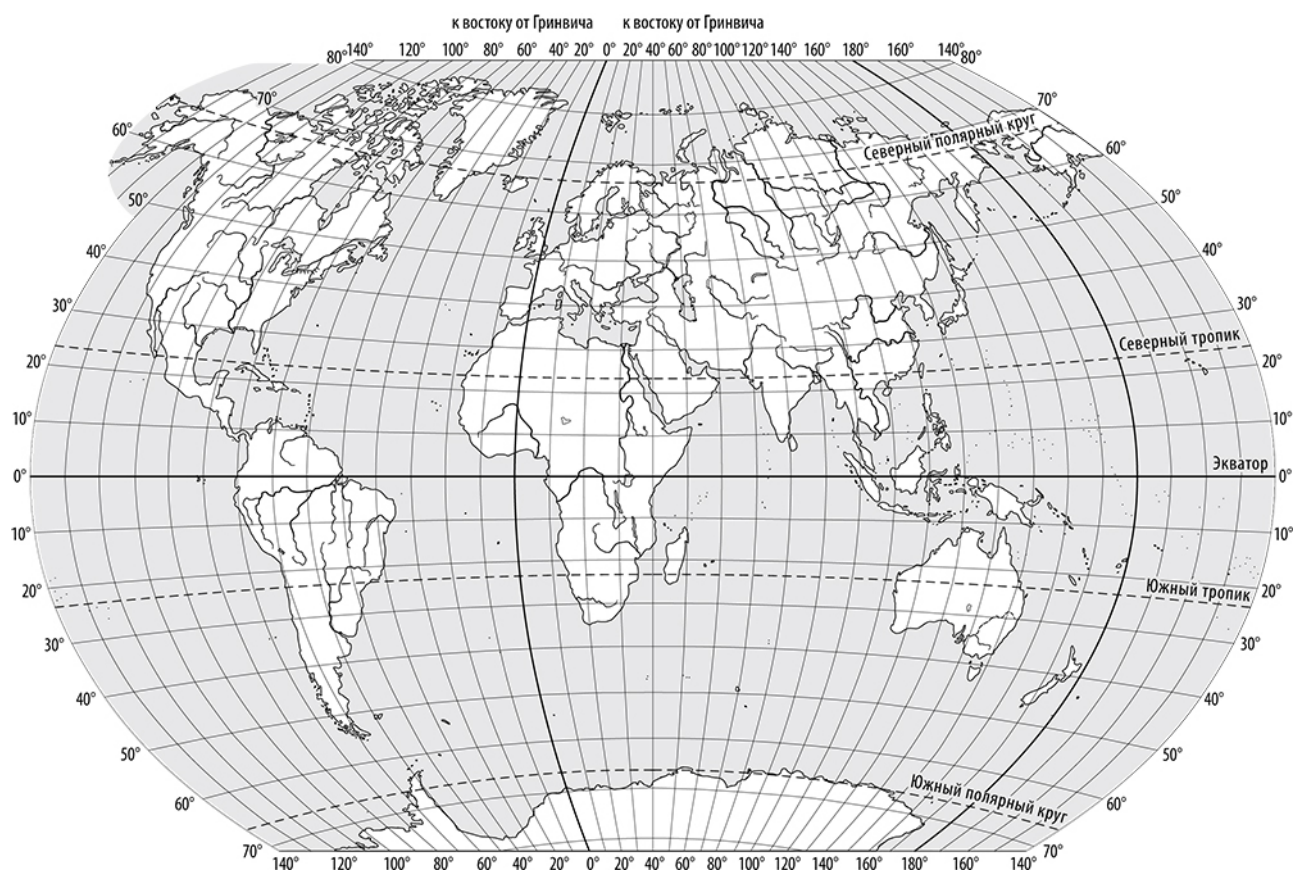 к востоку от Гринвича к востоку от Гринвича
80° 140° 120° 100° 80° 60° 40° 20° 0° 20° 40° 60° 80° 100° 120° 140° 160° 180° 160° 140° 80°
70° 70°
60° Северный полярный круг 60°
50° 50°
40° 40°
30° 30°
Северный тропик
20° 20°
10° 10°
Экватор
0° 0°
10° 10°
20° Южный тропик 20°
30° 30°
40° 40°
50° 50°
60° Южный полярный круг 60°
70° 70°
140 120° 100° 80° 60° 40° 20° 0° 20° 40° 60° 80° 100° 120° 140° 160° 180° 160° 140°